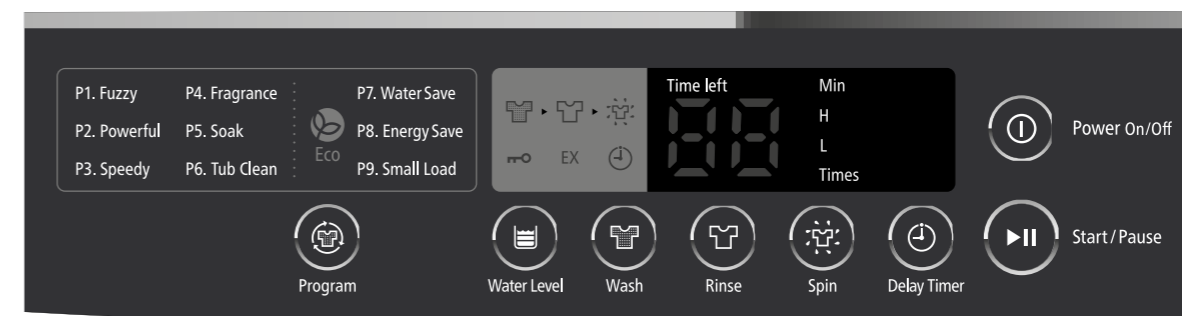 P1. Fuzzy
P2. Powerful
P3. Speedy
P4. Fragrance
P5. Soak
P6. Tub Clean
Eco
P7. Water Save
P8. Energy Save
P9. Small Load
EX
Time left
88
Min
H
L
Times
Power On/Off
Program
Water Level
Wash
Rinse
Spin
Delay Timer
Start/Pause